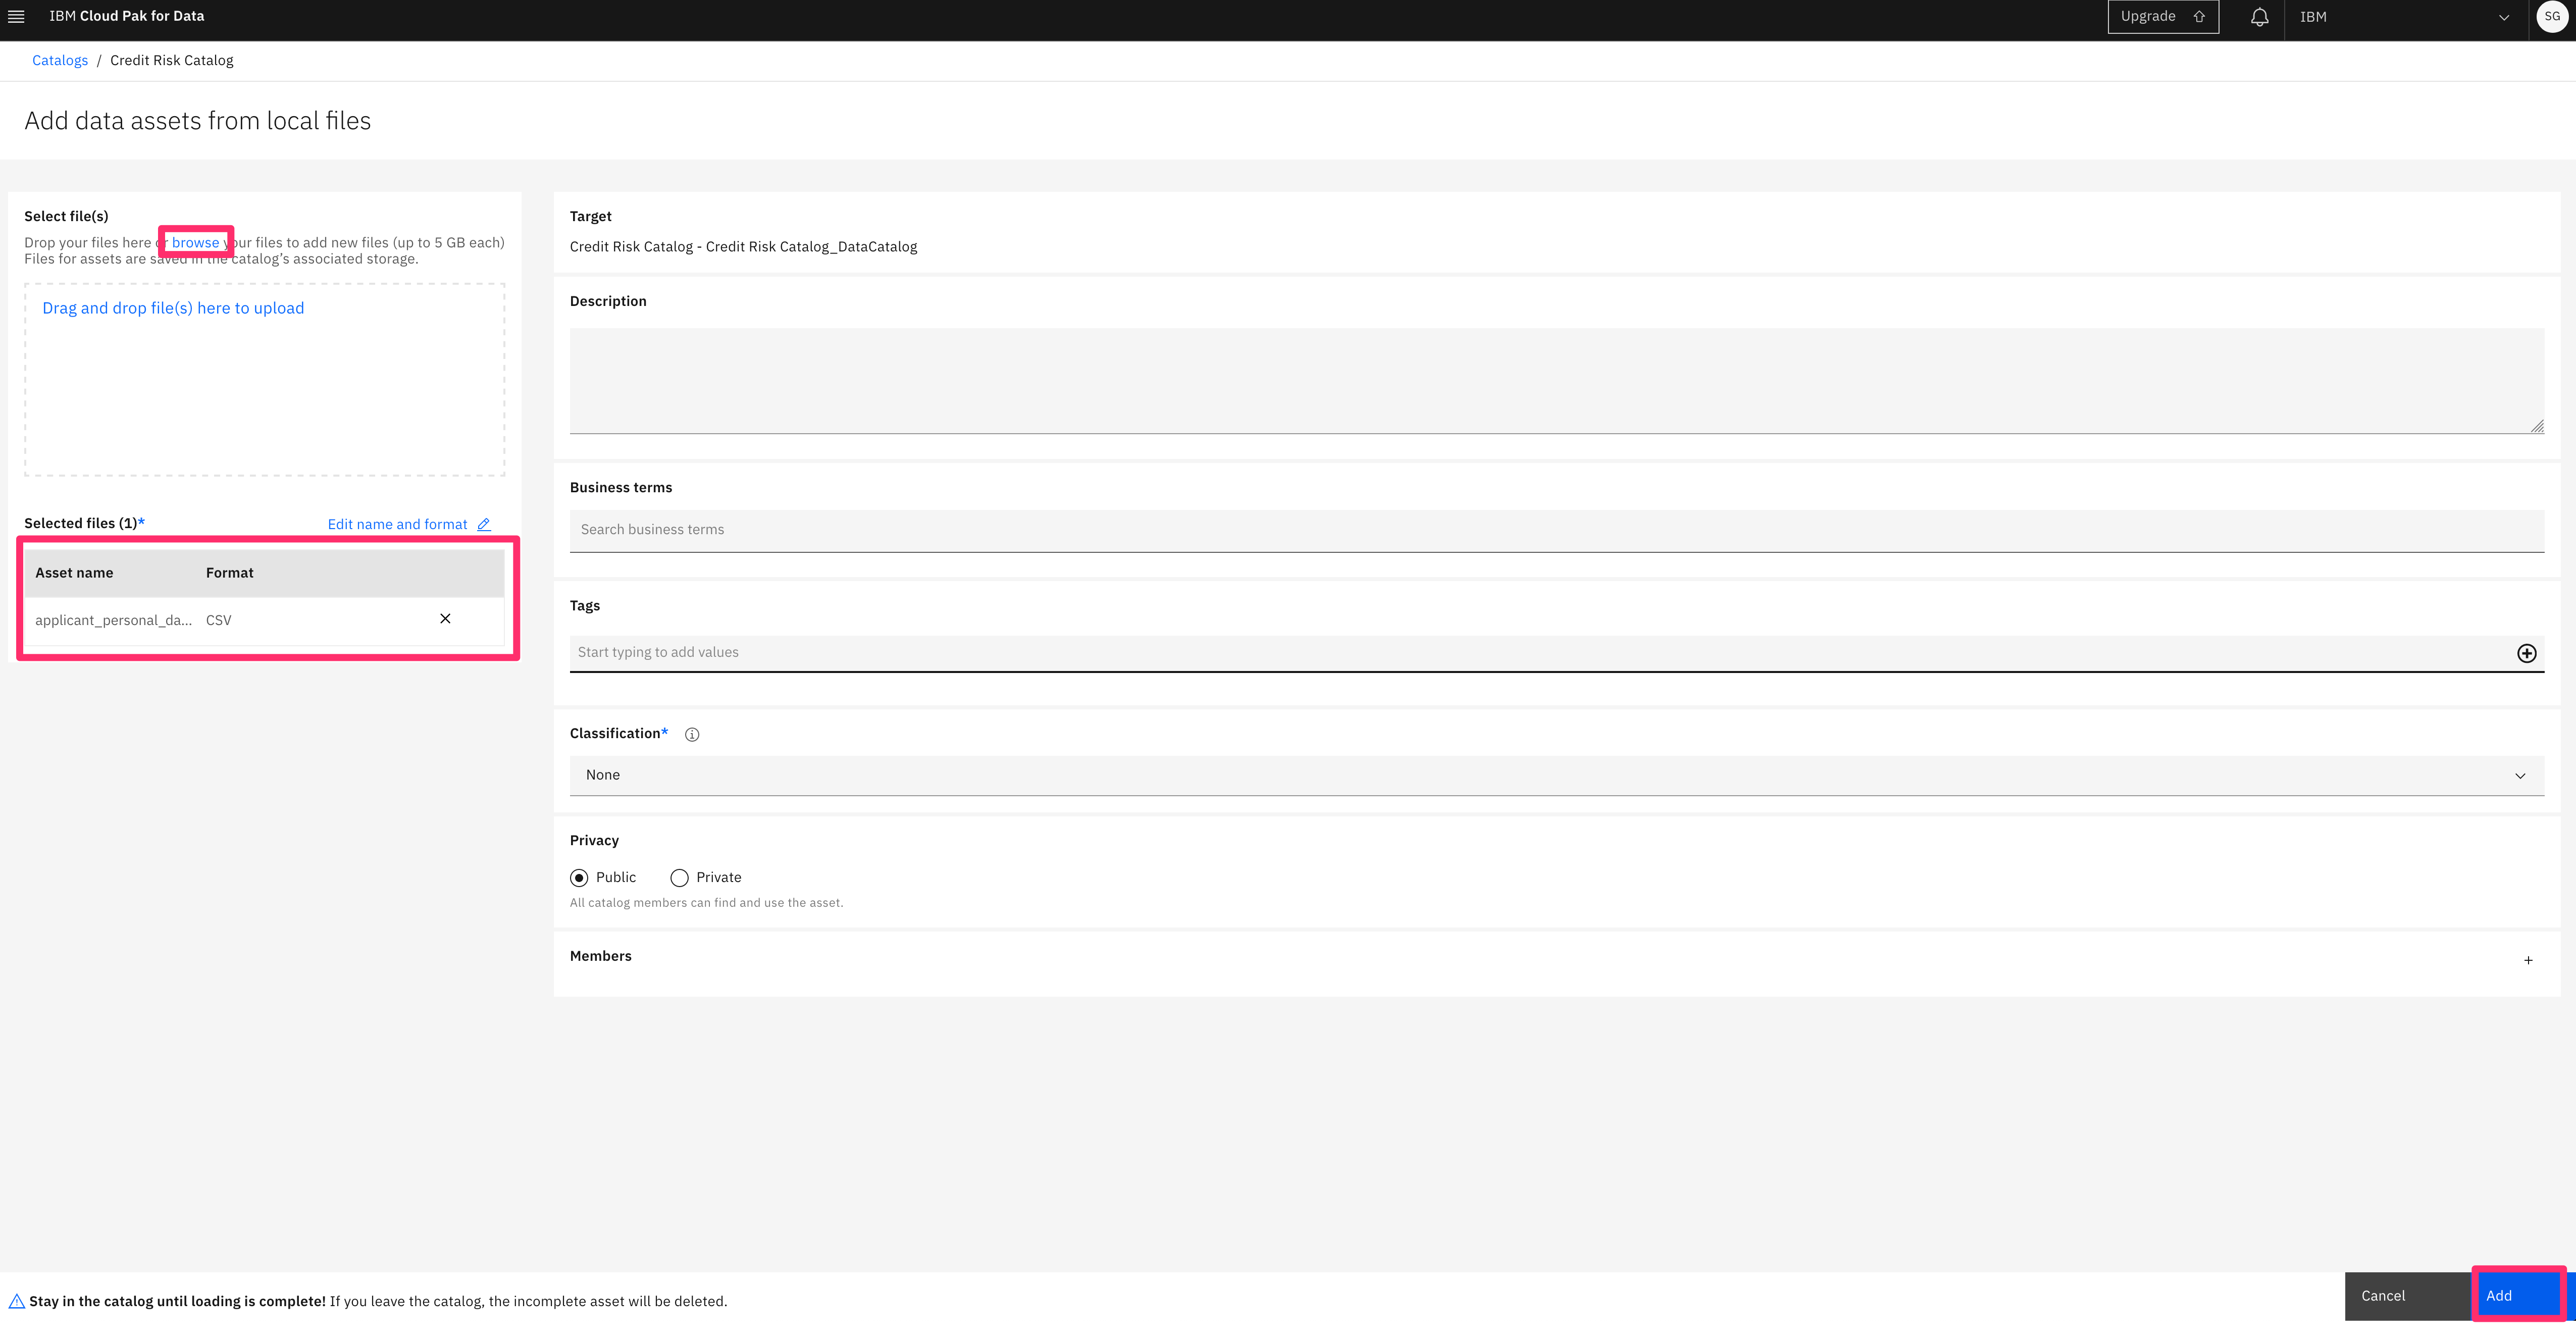 IBM Cloud Pak for Data
Upgrade
IBM
SG
Catalogs / Credit Risk Catalog
Add data assets from local files
Select file(s)
Drop your files here or browse your files to add new files (up to 5 GB each)
Files for assets are saved in the catalog's associated storage.
Drag and drop file(s) here to upload
Selected files (1)*
Edit name and format
Asset name Format
applicant_personal_da... CSV
Target
Credit Risk Catalog - Credit Risk Catalog_DataCatalog
Description
Business terms
Search business terms
Tags
Start typing to add values
Classification*
None
Privacy
Public Private
All catalog members can find and use the asset.
Members
Stay in the catalog until loading is complete! If you leave the catalog, the incomplete asset will be deleted.
Cancel
Add